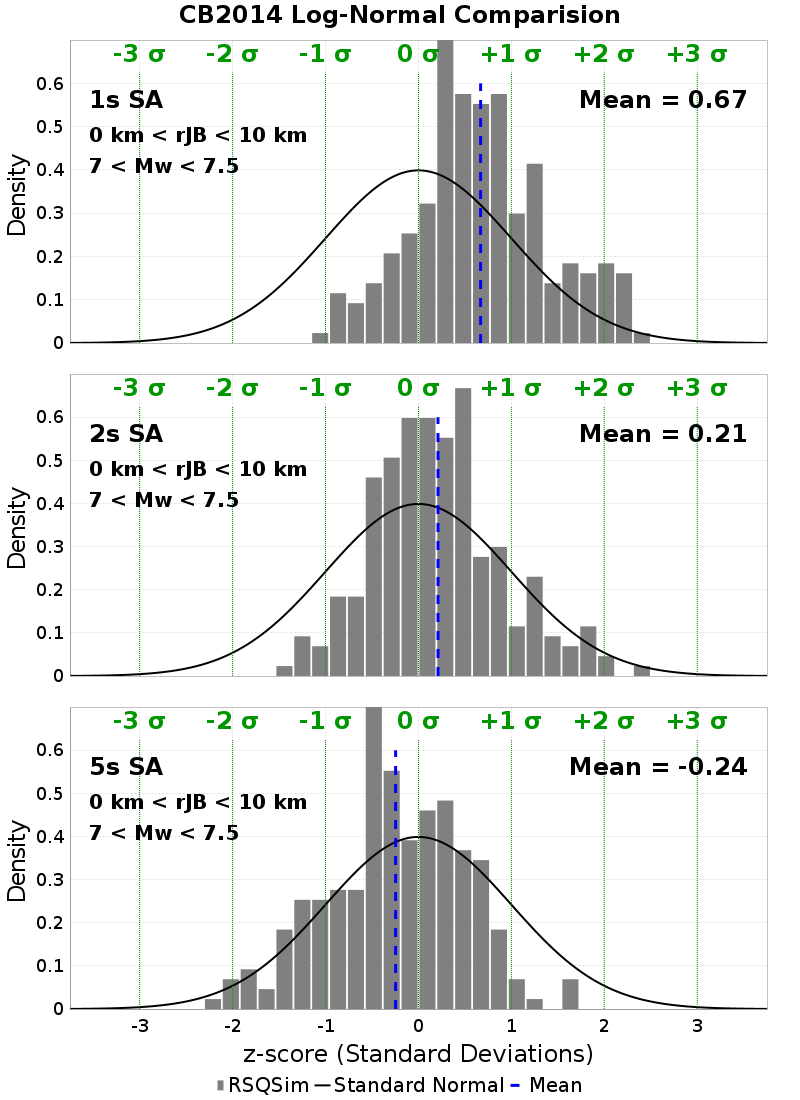 CB2014 Log-Normal Comparision
-3 σ -2 σ -1 σ 0 σ +1 σ +2 σ +3 σ
1s SA
Mean = 0.67
0 km < rJB < 10 km
7 < Mw < 7.5
Density
0.6
0.5
0.4
0.3
0.2
0.1
0
-3 σ -2 σ -1 σ 0 σ +1 σ +2 σ +3 σ
2s SA
Mean = 0.21
0 km < rJB < 10 km
7 < Mw < 7.5
Density
0.6
0.5
0.4
0.3
0.2
0.1
0
-3 σ -2 σ -1 σ 0 σ +1 σ +2 σ +3 σ
5s SA
Mean = -0.24
0 km < rJB < 10 km
7 < Mw < 7.5
Density
0.6
0.5
0.4
0.3
0.2
0.1
0
-3 -2 -1 0 1 2 3
z-score (Standard Deviations)
RSQSim Standard Normal Mean